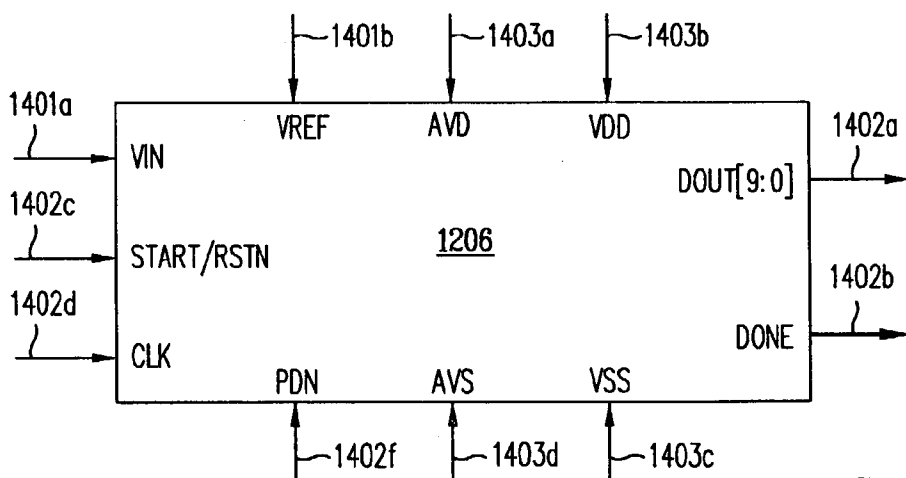 1401b
1403a
1403b
1401a
VREF
AVD
VDD
1402a
VIN
DOUT[9:0]
1402c
START/RSTN
1206
1402b
1402d
DONE
CLK
PDN
AVS
VSS
1402f
1403d
1403c